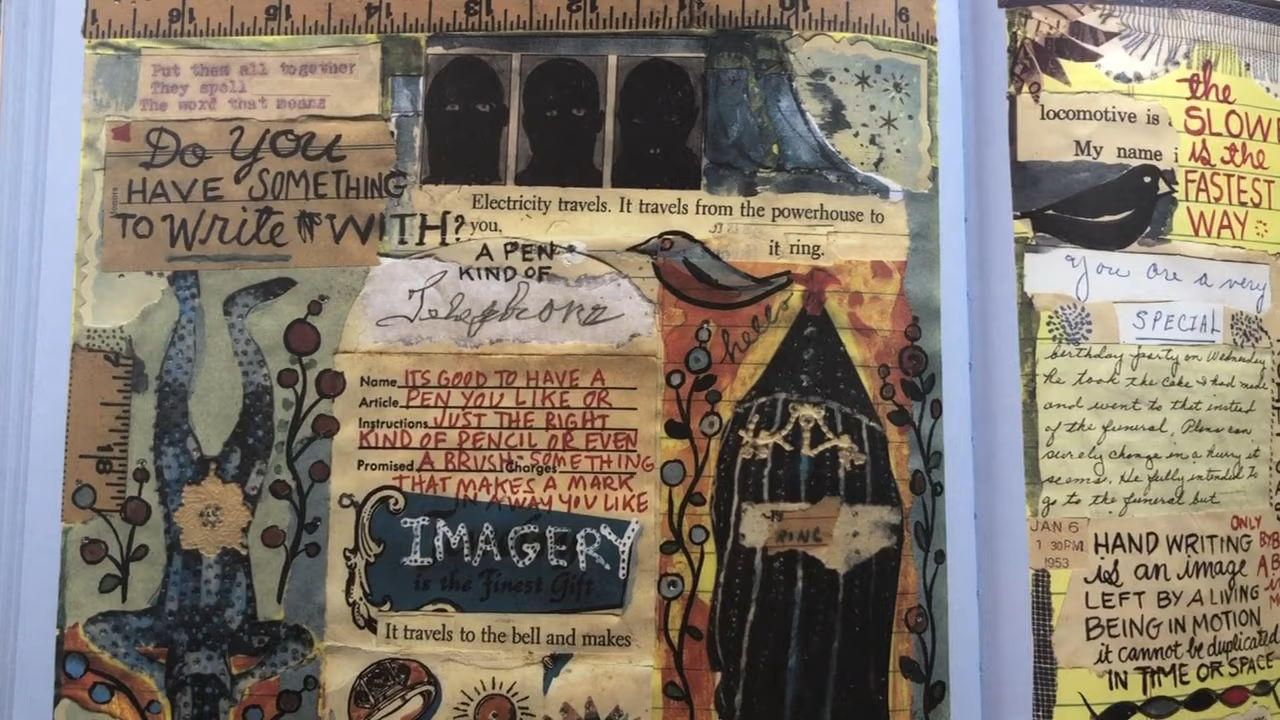 Put them all together
They spell
The word that means
Do You
HAVE SOMETHING
TO Write WITH?
Electricity travels. It travels from the powerhouse to
you,
it ring.
A PEN
KIND OF
Telephone
hello
Name ITS GOOD TO HAVE A
Article PEN YOU LIKE OR
Instructions JUST THE RIGHT
KIND OF PENCIL OR EVEN
Promised A BRUSH-SOMETHING Charges
THAT MAKES A MARK
IN A WAY YOU LIKE
IMAGERY
is the Finest Gift
It travels to the bell and makes
RING
locomotive is
My name i
the
SLOW
is the
FASTEST
WAY
You are a very
SPECIAL
birthday party on Wednesday
he took the cake I had made
and went to that instead
of the funeral. Plans can
surely change in a hurry it
seems. He fully intended to
go to the funeral but
JAN 6
1 30PM
1953
ONLY
HAND WRITING
is an image
LEFT BY A LIVING
BEING IN MOTION
it cannot be duplicated
IN TIME OR SPACE